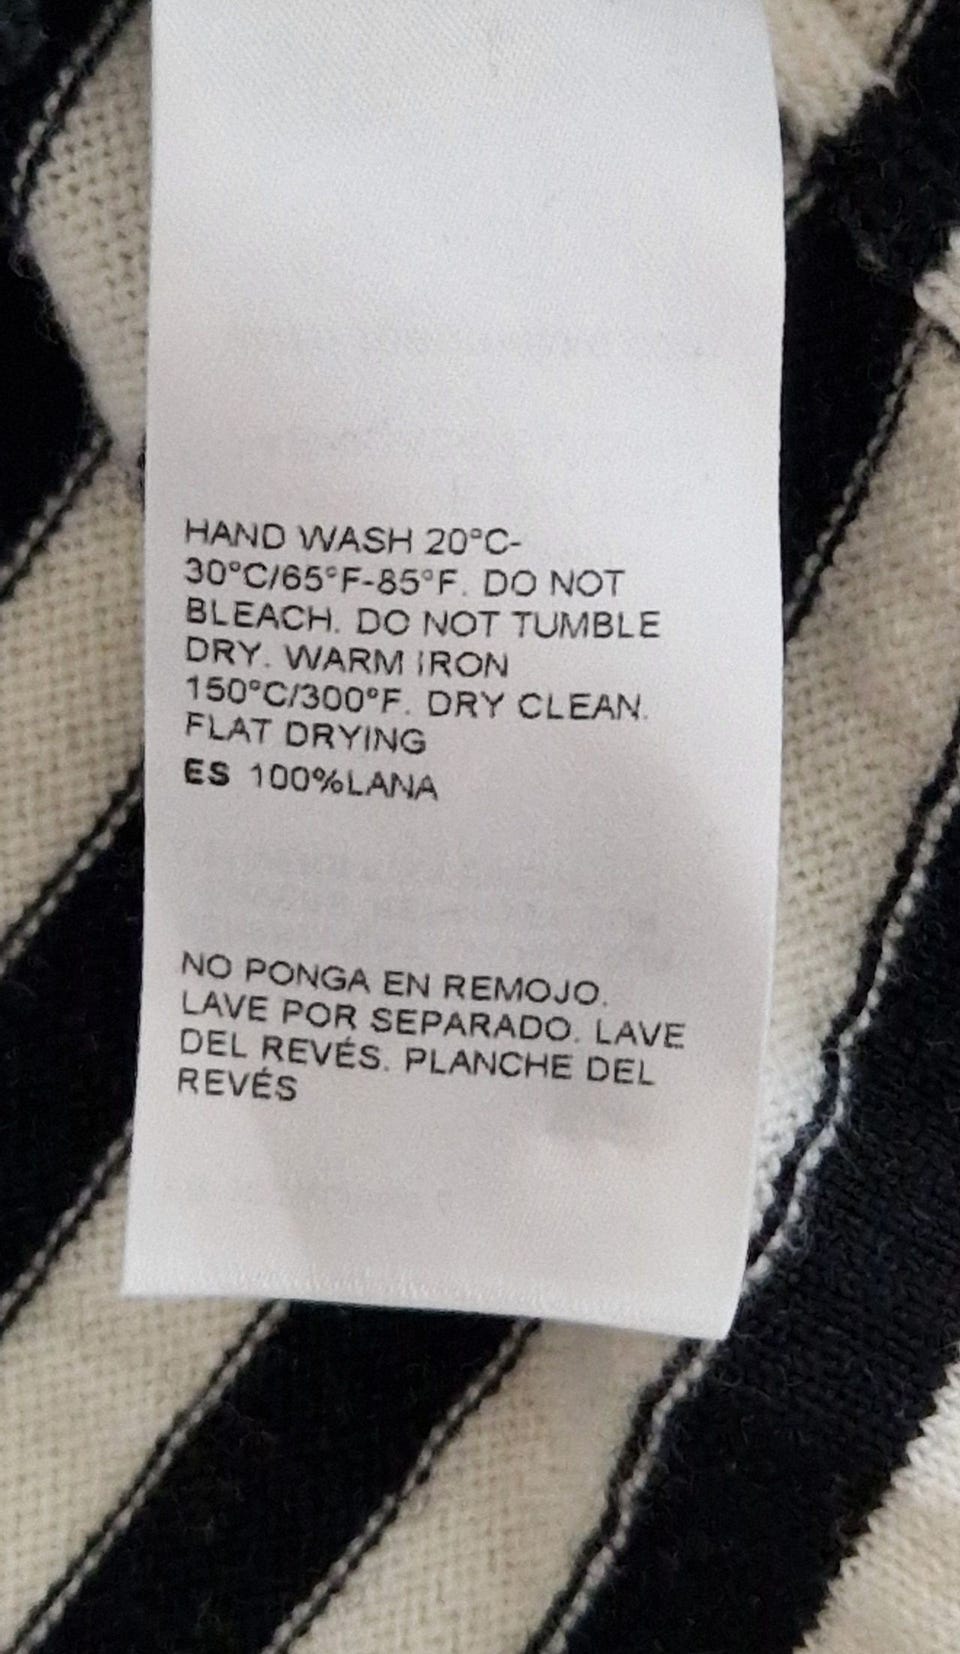 HAND WASH 20°C-
30°C/65°F-85°F. DO NOT
BLEACH. DO NOT TUMBLE
DRY. WARM IRON
150°C/300°F. DRY CLEAN.
FLAT DRYING
ES 100%LANA
NO PONGA EN REMOJO.
LAVE POR SEPARADO. LAVE
DEL REVÉS. PLANCHE DEL
REVÉS